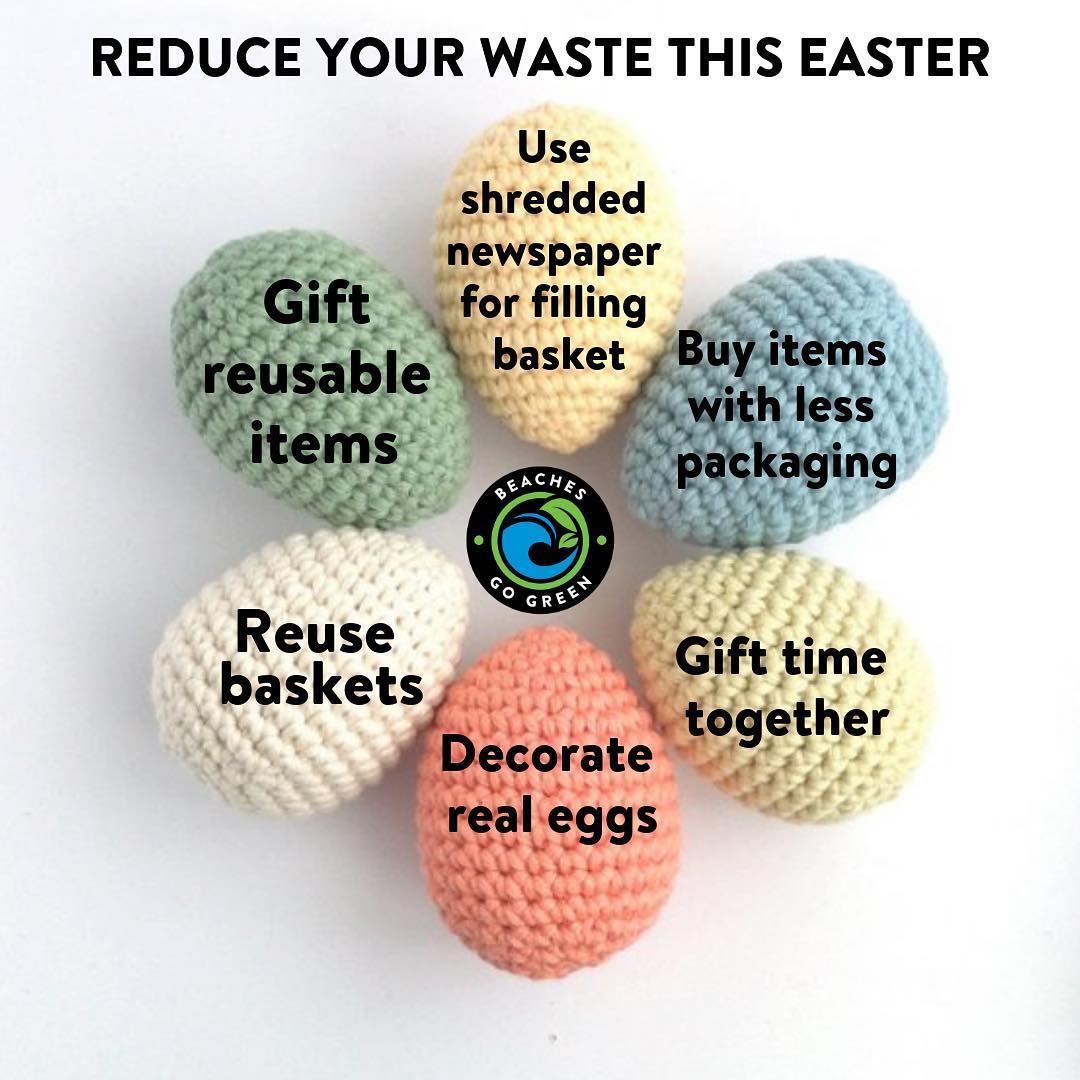 REDUCE YOUR WASTE THIS EASTER
Use
shredded
newspaper
for filling
basket
Gift
reusable
items
Buy items
with less
packaging
BEACHES
GO GREEN
Reuse
baskets
Gift time
together
Decorate
real eggs